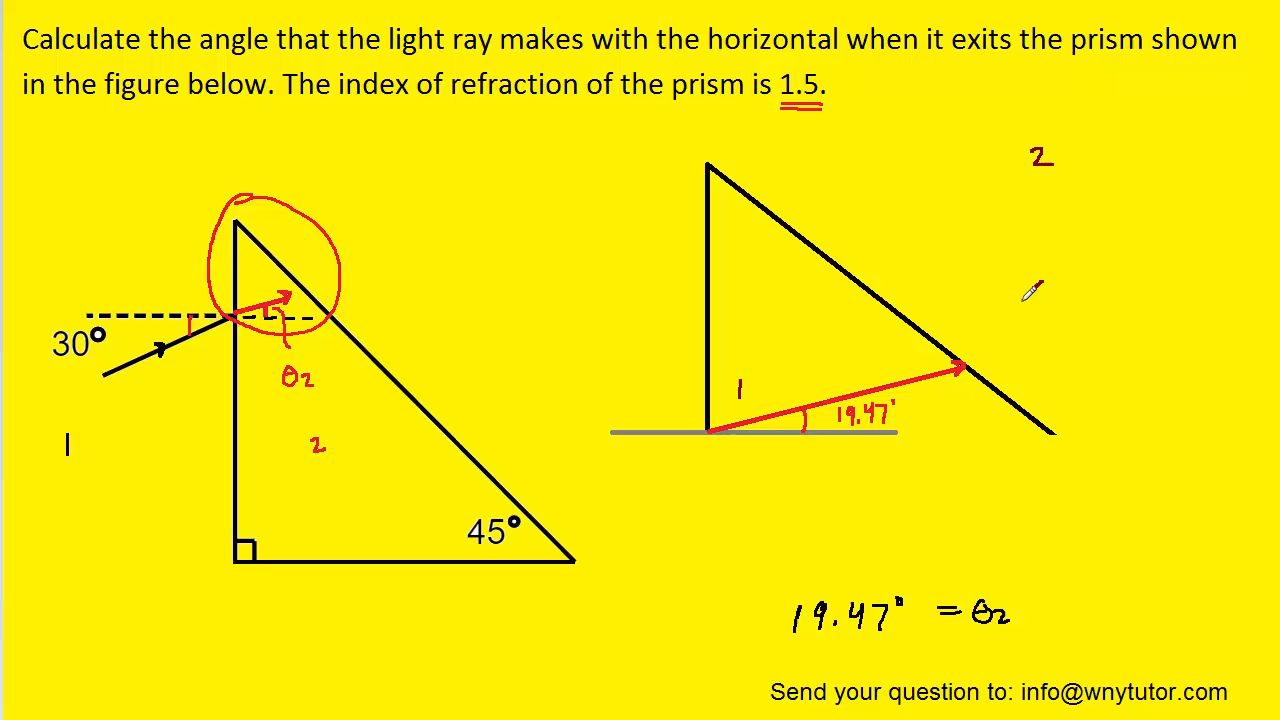 Calculate the angle that the light ray makes with the horizontal when it exits the prism shown
in the figure below. The index of refraction of the prism is 1.5.
2
30°
θ2
1
19.47°
1
2
45°
19.47° = θ2
Send your question to: info@wnytutor.com